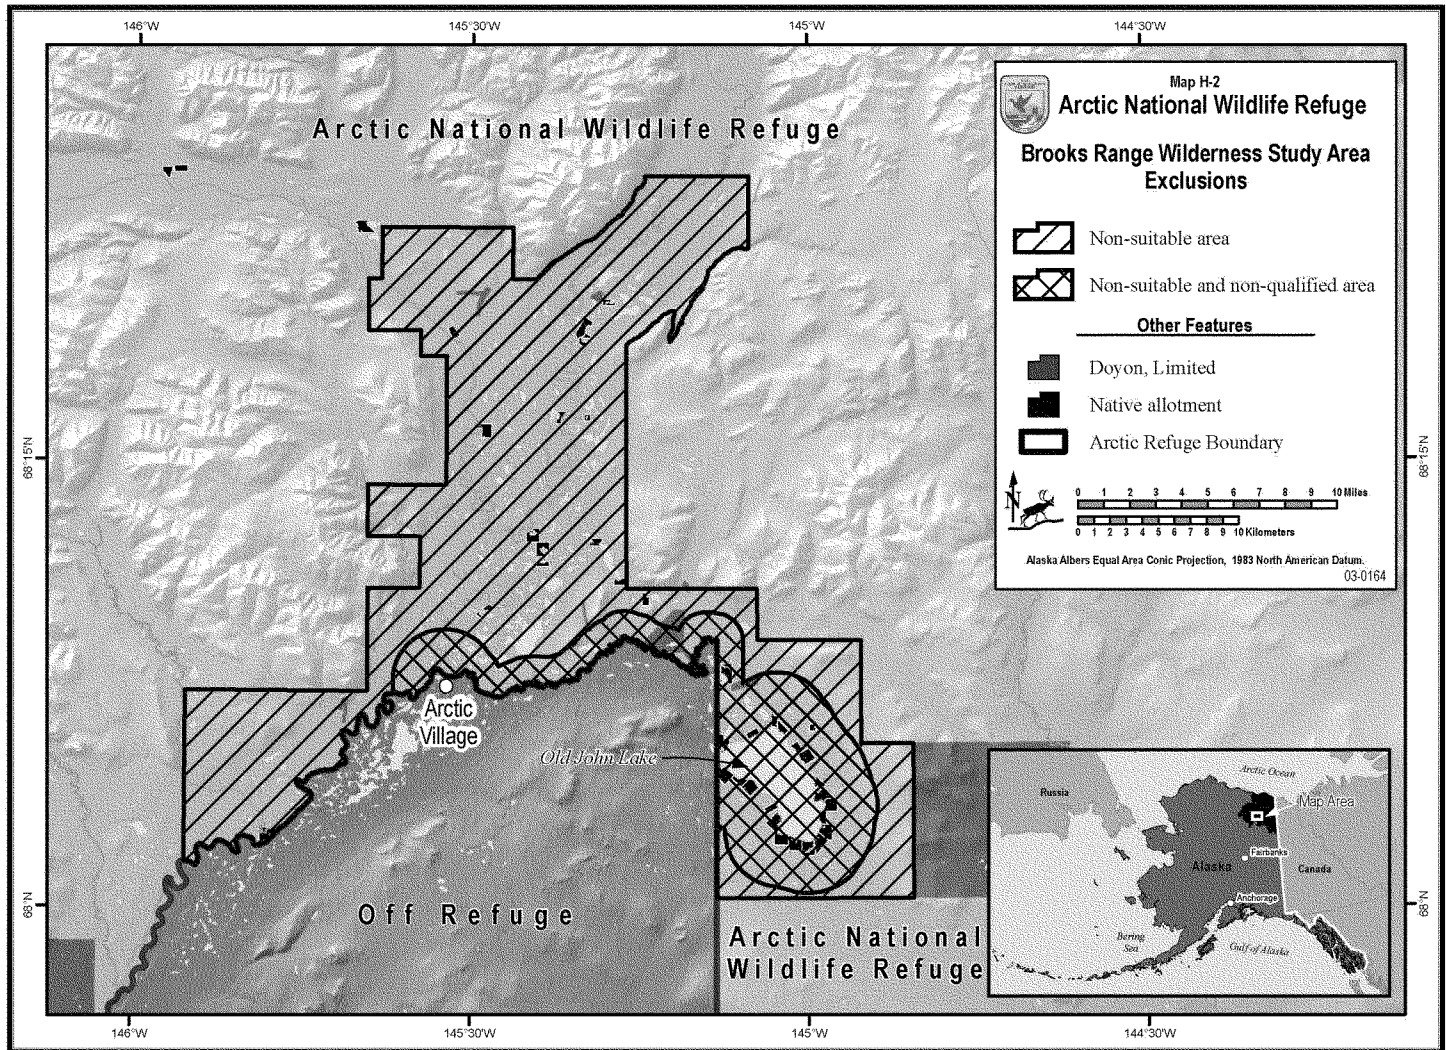 146°W 145°30'W 145°W 144°30'W
Map H-2
Arctic National Wildlife Refuge
Brooks Range Wilderness Study Area
Exclusions
Non-suitable area
Non-suitable and non-qualified area
Other Features
Doyon, Limited
Native allotment
Arctic Refuge Boundary
N
0 1 2 3 4 5 6 7 8 9 10 Miles
0 1 2 3 4 5 6 7 8 9 10 Kilometers
Alaska Albers Equal Area Conic Projection, 1983 North American Datum.
03-0164
Arctic National Wildlife Refuge
68°15'N
68°15'N
Arctic
Village
Old John Lake
Off Refuge
Arctic National
Wildlife Refuge
68°N
68°N
Arctic Ocean
Russia
Map Area
Fairbanks
Alaska
Canada
Anchorage
Bering
Sea
Gulf of Alaska
146°W 145°30'W 145°W 144°30'W